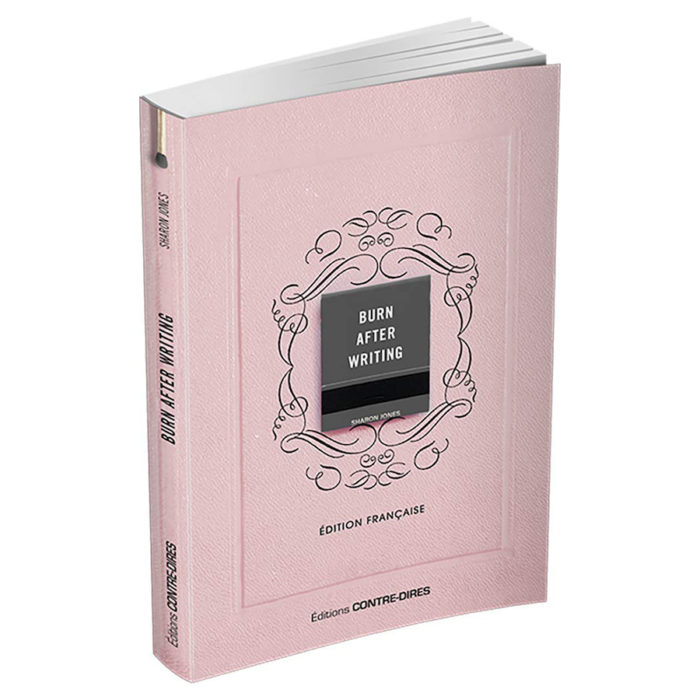 BURN
AFTER
WRITING
SHARON JONES
ÉDITION FRANÇAISE
Éditions CONTRE-DIRES
SHARON JONES
BURN AFTER WRITING
Éditions CONTRE-DIRES